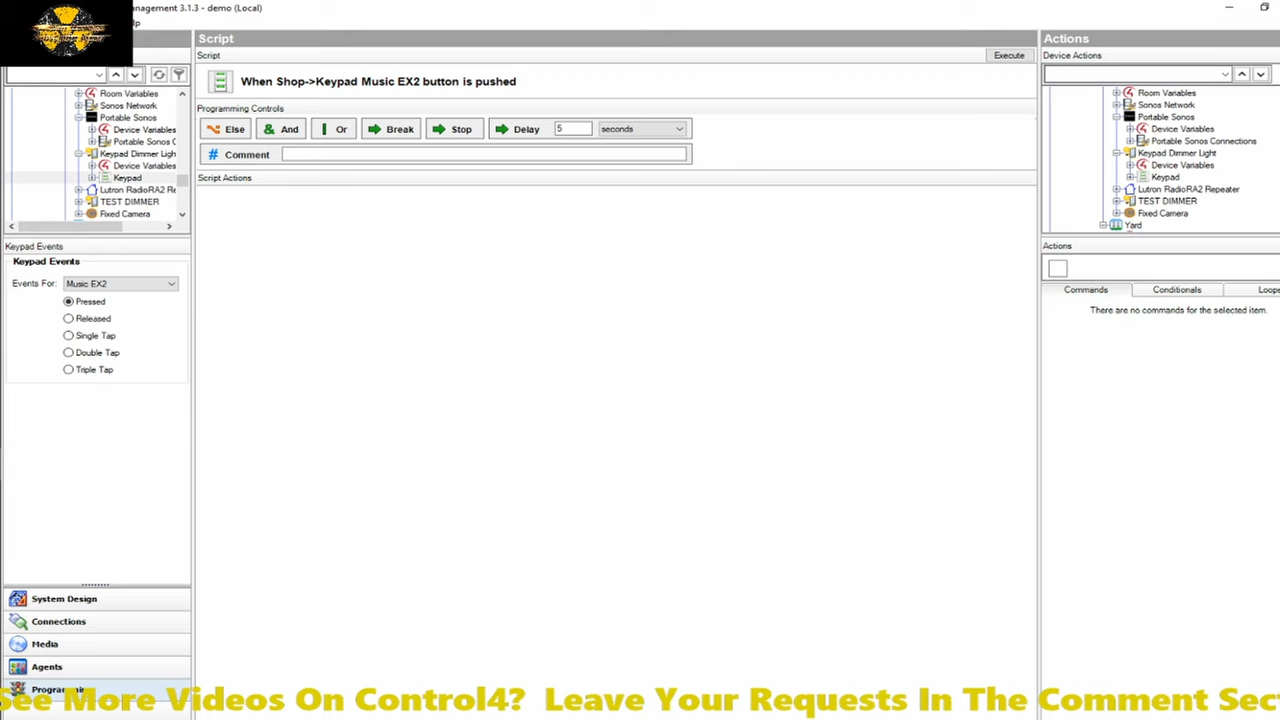 anagement 3.1.3 - demo (Local)
lp
Script
Script
Execute
When Shop->Keypad Music EX2 button is pushed
Programming Controls
Else
And
Or
Break
Stop
Delay
5
seconds
Comment
Script Actions
Room Variables
Sonos Network
Portable Sonos
Device Variables
Portable Sonos C
Keypad Dimmer Ligh
Device Variables
Keypad
Lutron RadioRA2 Re
TEST DIMMER
Fixed Camera
Keypad Events
Keypad Events
Events For:
Music EX2
Pressed
Released
Single Tap
Double Tap
Triple Tap
System Design
Connections
Media
Agents
Programmin
Actions
Device Actions
Room Variables
Sonos Network
Portable Sonos
Device Variables
Portable Sonos Connections
Keypad Dimmer Light
Device Variables
Keypad
Lutron RadioRA2 Repeater
TEST DIMMER
Fixed Camera
Yard
Actions
Commands
Conditionals
Loops
There are no commands for the selected item.
See More Videos On Control4? Leave Your Requests In The Comment Sec